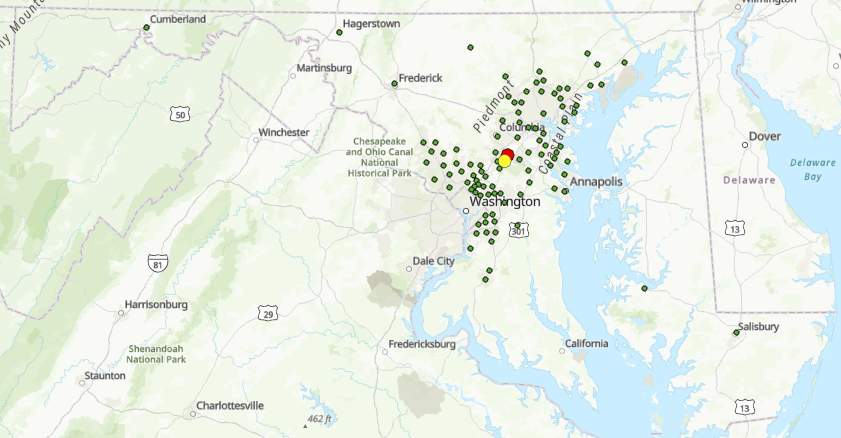 Wilmington
Cumberland
Hagerstown
Martinsburg
Frederick
50
Piedmont
Coastal Plain
Columbia
Winchester
Chesapeake
and Ohio Canal
National
Historical Park
Dover
Delaware
Bay
Annapolis
Delaware
Washington
301
13
81
Dale City
Harrisonburg
29
Salisbury
Shenandoah
National Park
Fredericksburg
California
Staunton
Charlottesville
462 ft
13